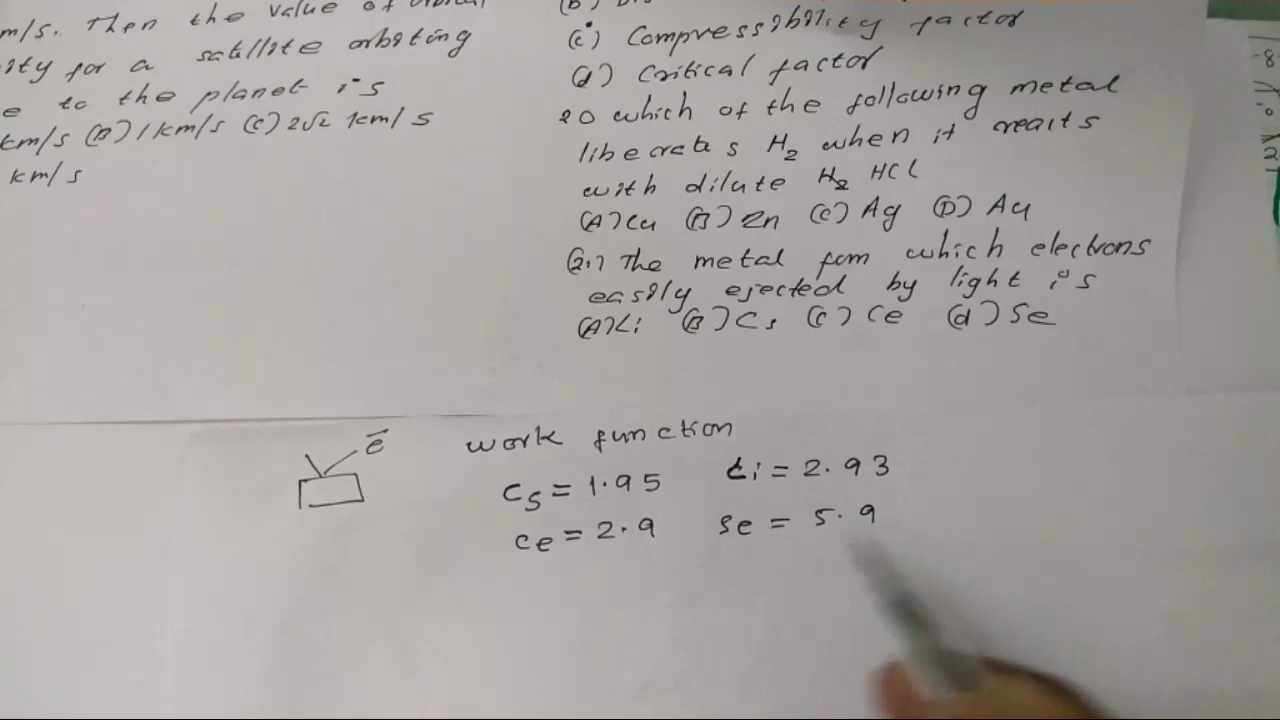 m/s. Then the value of
ity for a satellite orbiting
e to the planet is
km/s (B) 1 km/s (C) 2√2 km/s
km/s
(c) Compressibility factor
(d) Critical factor
20 which of the following metal
liberates H2 when it reacts
with dilute HCl
(A) Cu (B) Zn (C) Ag (D) Au
(2.) The metal fom which electrons
easily ejected by light is
(A) Li (B) Cs (C) Ce (d) Se
e̅ work function
Cs = 1.95 Li = 2.93
Ce = 2.9 Se = 5.9